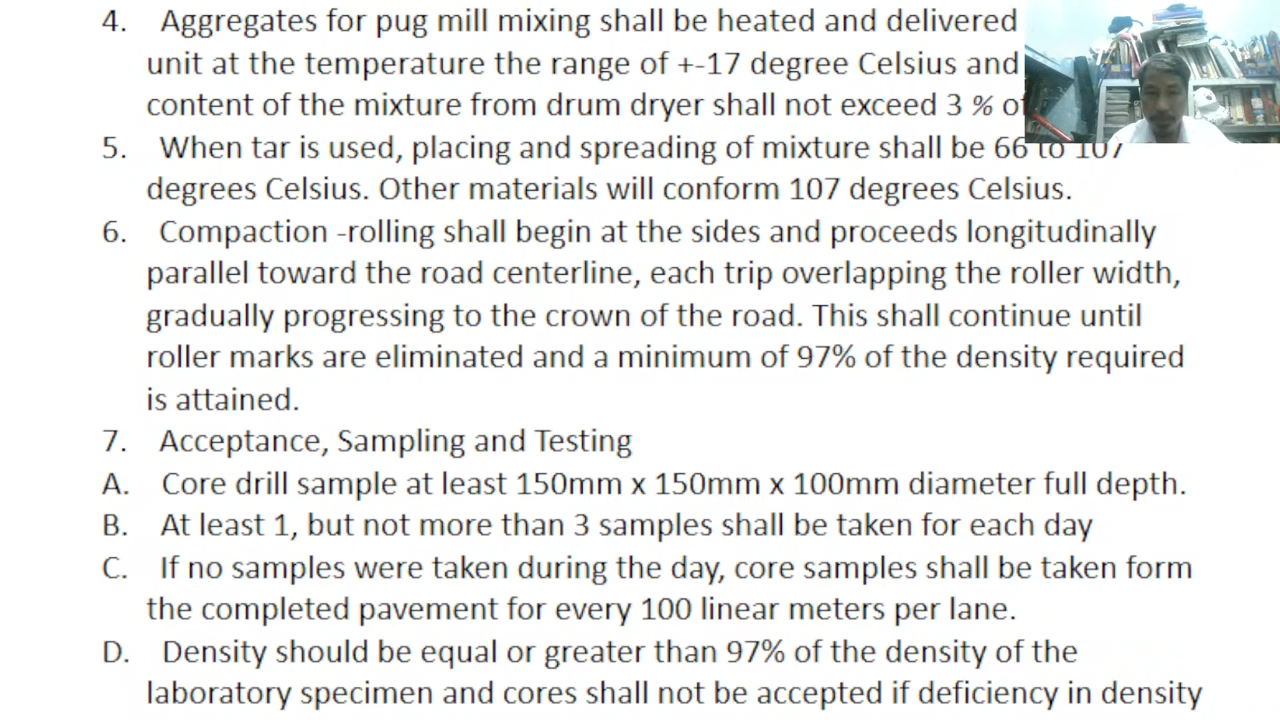 4. Aggregates for pug mill mixing shall be heated and delivered
unit at the temperature the range of +-17 degree Celsius and
content of the mixture from drum dryer shall not exceed 3 % of
5. When tar is used, placing and spreading of mixture shall be 66 to 107
degrees Celsius. Other materials will conform 107 degrees Celsius.
6. Compaction -rolling shall begin at the sides and proceeds longitudinally
parallel toward the road centerline, each trip overlapping the roller width,
gradually progressing to the crown of the road. This shall continue until
roller marks are eliminated and a minimum of 97% of the density required
is attained.
7. Acceptance, Sampling and Testing
A. Core drill sample at least 150mm x 150mm x 100mm diameter full depth.
B. At least 1, but not more than 3 samples shall be taken for each day
C. If no samples were taken during the day, core samples shall be taken form
the completed pavement for every 100 linear meters per lane.
D. Density should be equal or greater than 97% of the density of the
laboratory specimen and cores shall not be accepted if deficiency in density